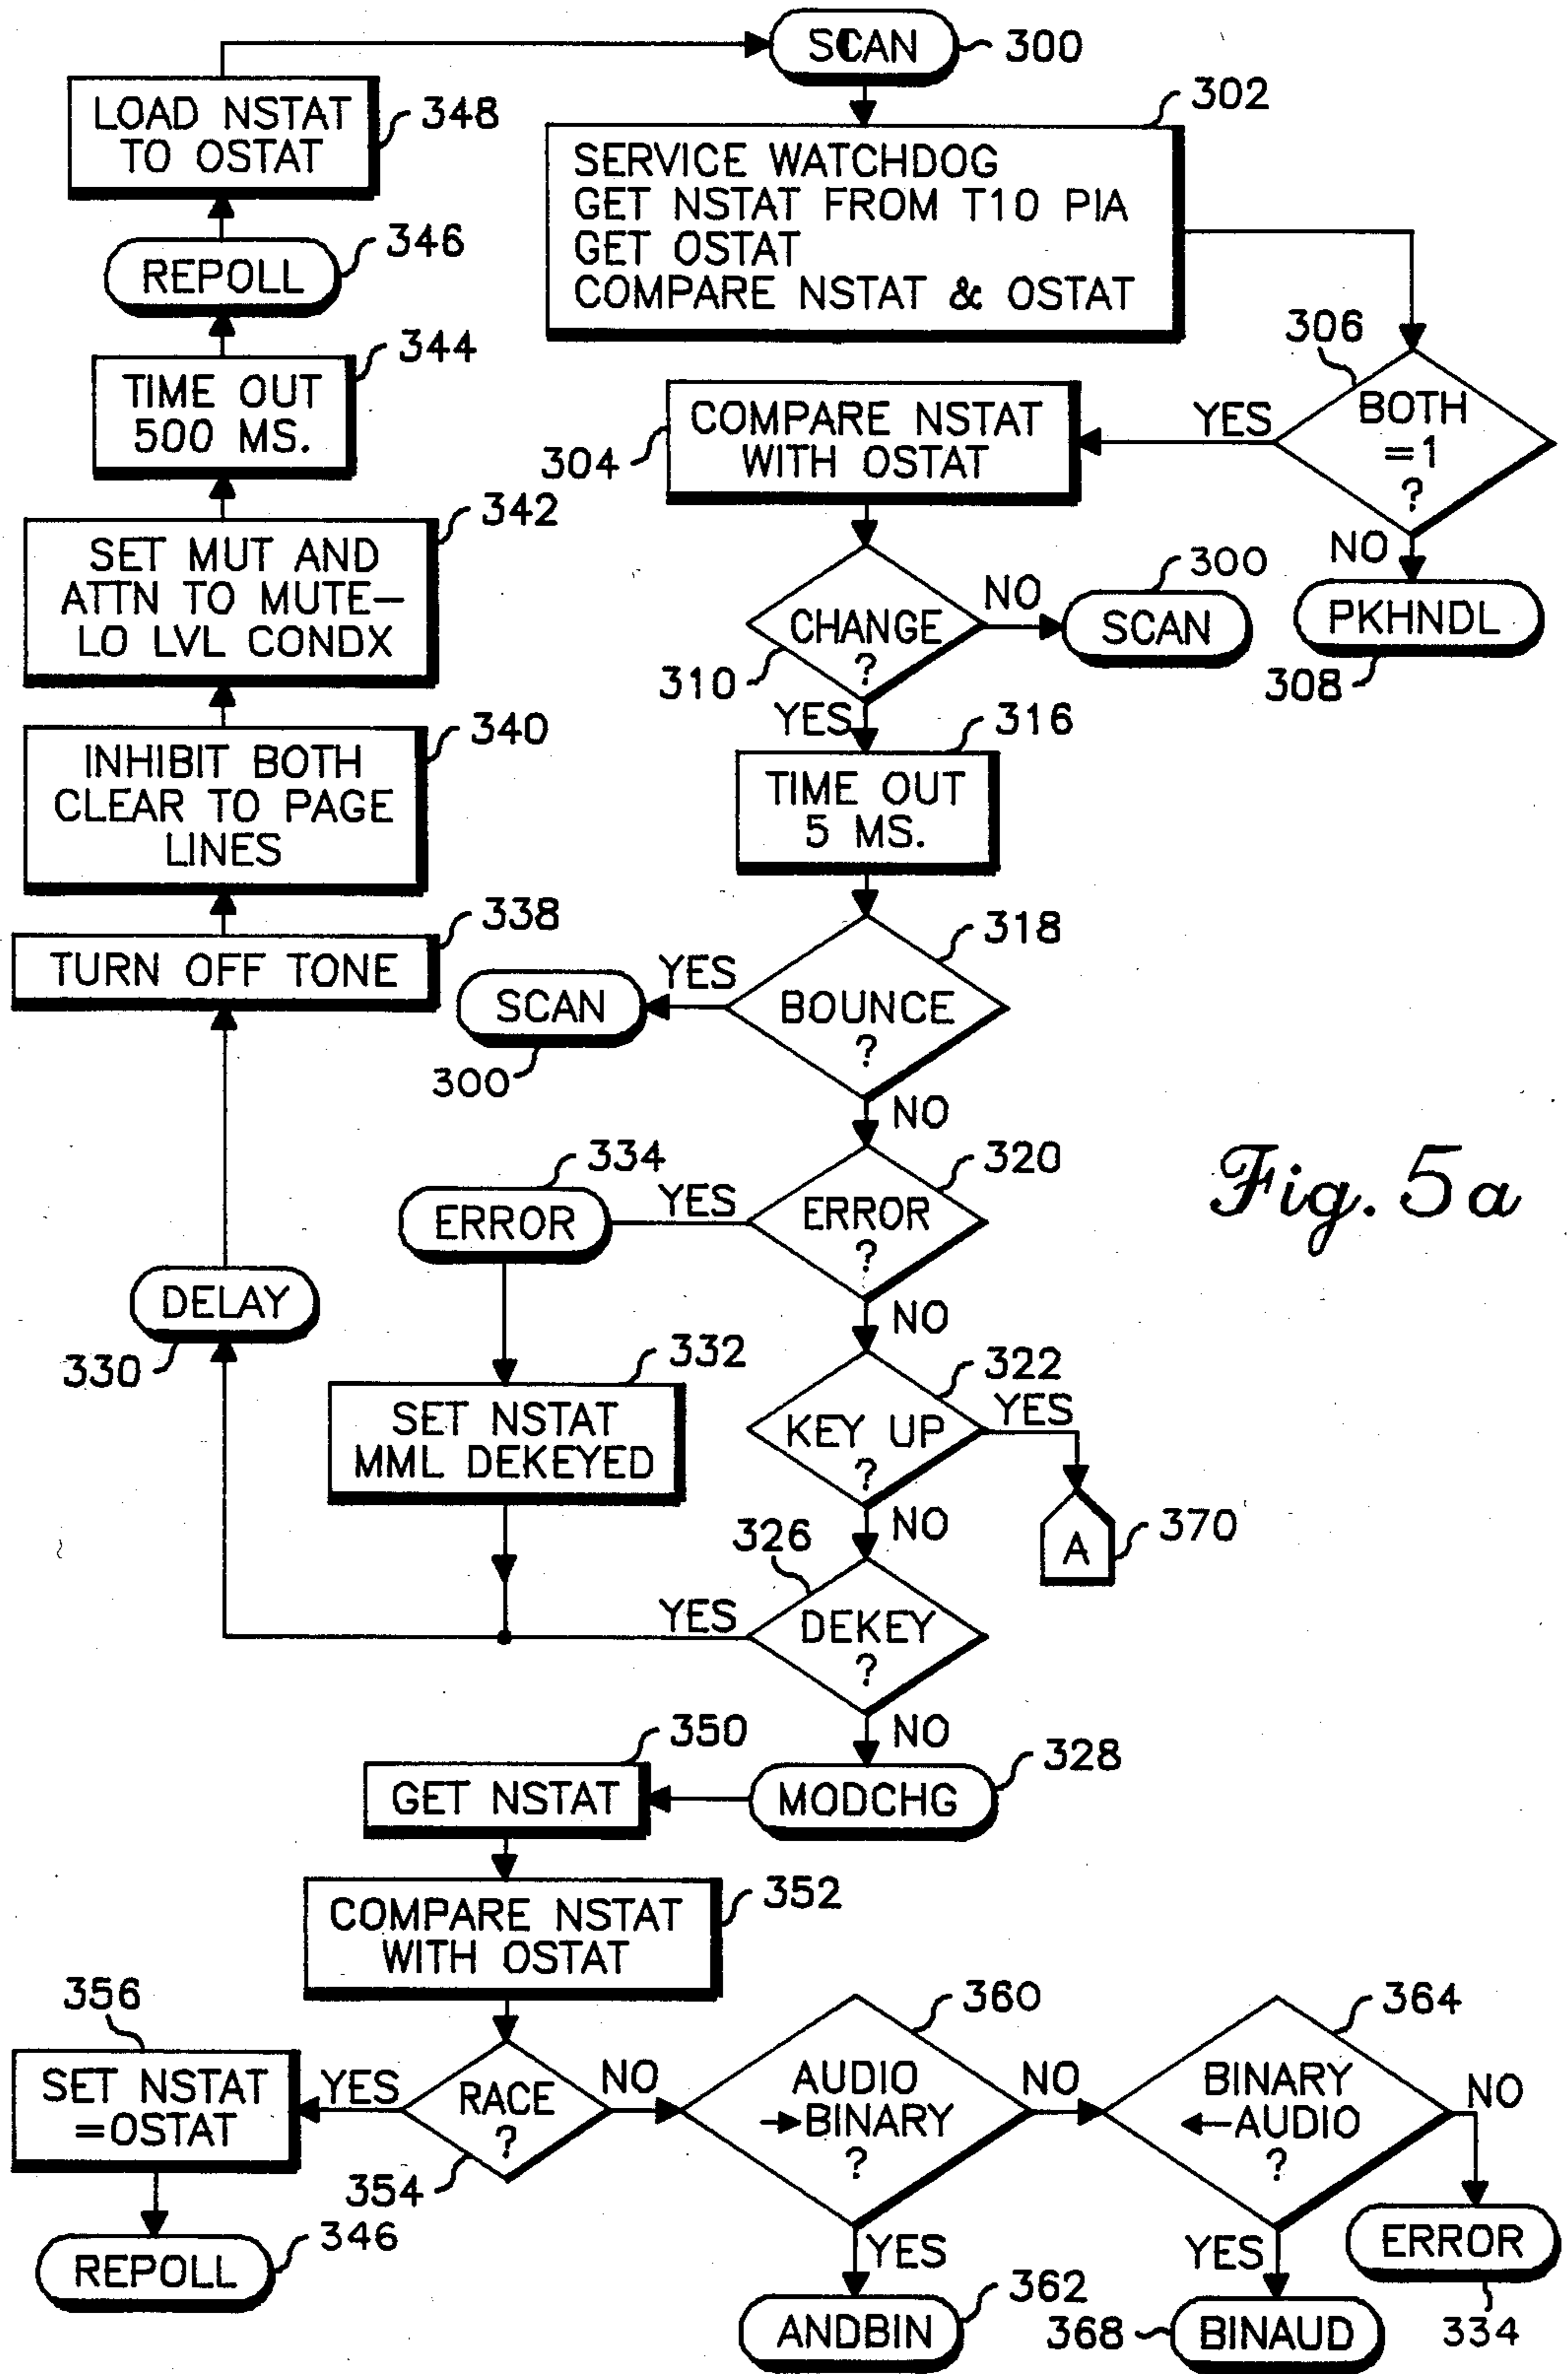 SCAN
300
302
SERVICE WATCHDOG
GET NSTAT FROM T10 PIA
GET OSTAT
COMPARE NSTAT & OSTAT
LOAD NSTAT
TO OSTAT
348
346
REPOLL
344
TIME OUT
500 MS.
342
SET MUT AND
ATTN TO MUTE-
LO LVL CONDX
340
INHIBIT BOTH
CLEAR TO PAGE
LINES
338
TURN OFF TONE
306
BOTH
=1
?
YES
NO
PKHNDL
308
COMPARE NSTAT
WITH OSTAT
304
CHANGE
?
310
NO
300
SCAN
YES
316
TIME OUT
5 MS.
318
BOUNCE
?
YES
SCAN
300
NO
320
ERROR
?
YES
334
ERROR
NO
DELAY
330
332
SET NSTAT
MML DEKEYED
322
KEY UP
?
YES
A
370
NO
326
DEKEY
?
YES
NO
328
MODCHG
350
GET NSTAT
352
COMPARE NSTAT
WITH OSTAT
RACE
?
354
YES
356
SET NSTAT
=OSTAT
346
REPOLL
NO
360
AUDIO
→BINARY
?
YES
362
ANDBIN
NO
364
BINARY
←AUDIO
?
YES
368
BINAUD
NO
ERROR
334
Fig. 5a